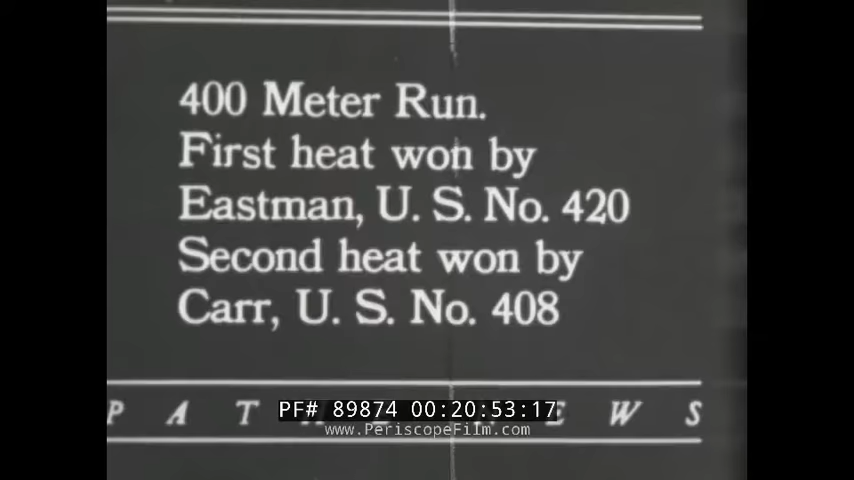 400 Meter Run.
First heat won by
Eastman, U. S. No. 420
Second heat won by
Carr, U. S. No. 408
PF# 89874 00:20:53:17
www.PeriscopeFilm.com